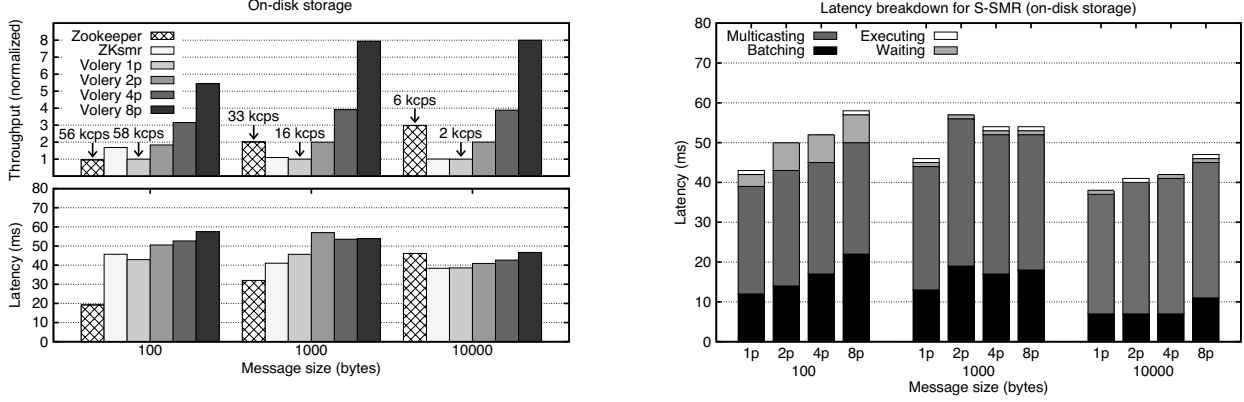 On-disk storage
Throughput (normalized)
8
7
6
5
4
3
2
1
Zookeeper
ZKsmr
Volery 1p
Volery 2p
Volery 4p
Volery 8p
56 kcps
58 kcps
33 kcps
16 kcps
6 kcps
2 kcps
Latency (ms)
80
70
60
50
40
30
20
10
0
100 1000 10000
Message size (bytes)
Latency breakdown for S-SMR (on-disk storage)
Latency (ms)
80
70
60
50
40
30
20
10
0
Multicasting Executing
Batching Waiting
1p 2p 4p 8p 1p 2p 4p 8p 1p 2p 4p 8p
100 1000 10000
Message size (bytes)